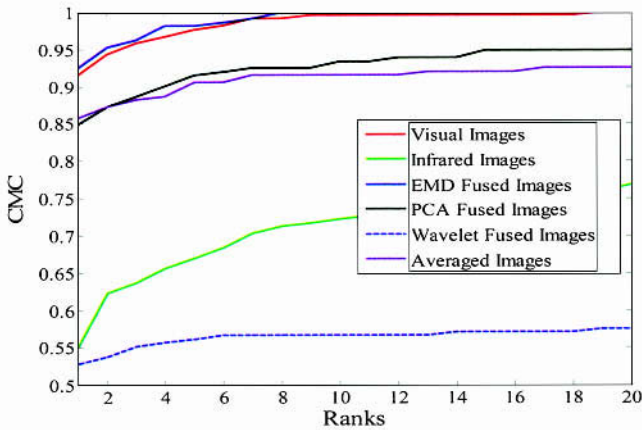 1
0.95
0.9
0.85
0.8
0.75
0.7
0.65
0.6
0.55
0.5
CMC
Visual Images
Infrared Images
EMD Fused Images
PCA Fused Images
Wavelet Fused Images
Averaged Images
2 4 6 8 10 12 14 16 18 20
Ranks